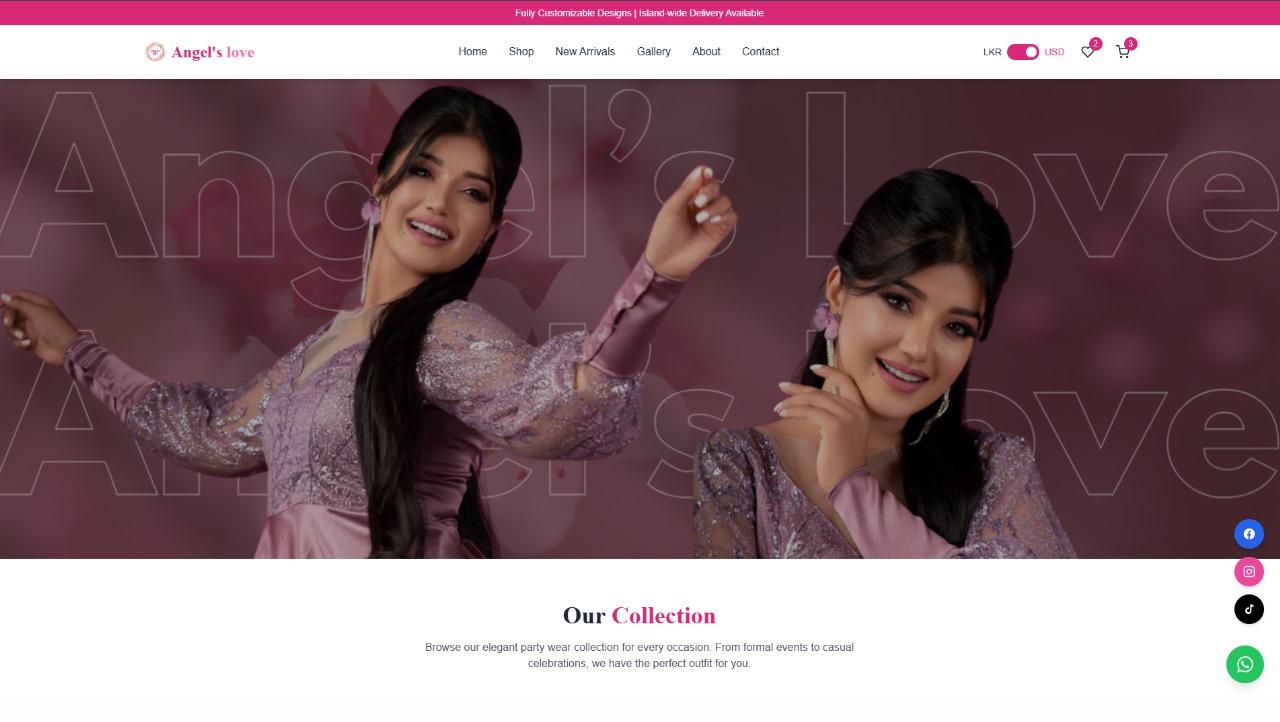 Fully Customizable Designs | Island-wide Delivery Available
Angel's love
Home Shop New Arrivals Gallery About Contact
LKR USD 2 3
Angel's Love
Angel's Love
Our Collection
Browse our elegant party wear collection for every occasion. From formal events to casual
celebrations, we have the perfect outfit for you.